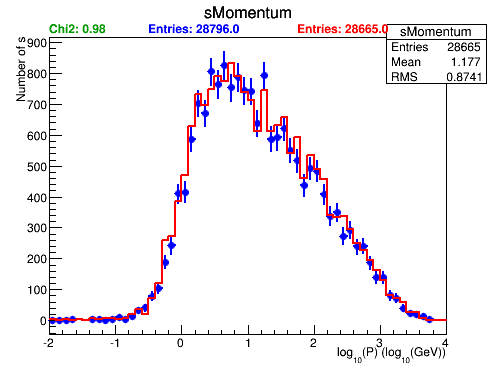 sMomentum
Chi2: 0.98 Entries: 28796.0 Entries: 28665.0
sMomentum
Entries 28665
Mean 1.177
RMS 0.8741
Number of s
900
800
700
600
500
400
300
200
100
0
-2 -1 0 1 2 3 4
log10(P) (log10(GeV))